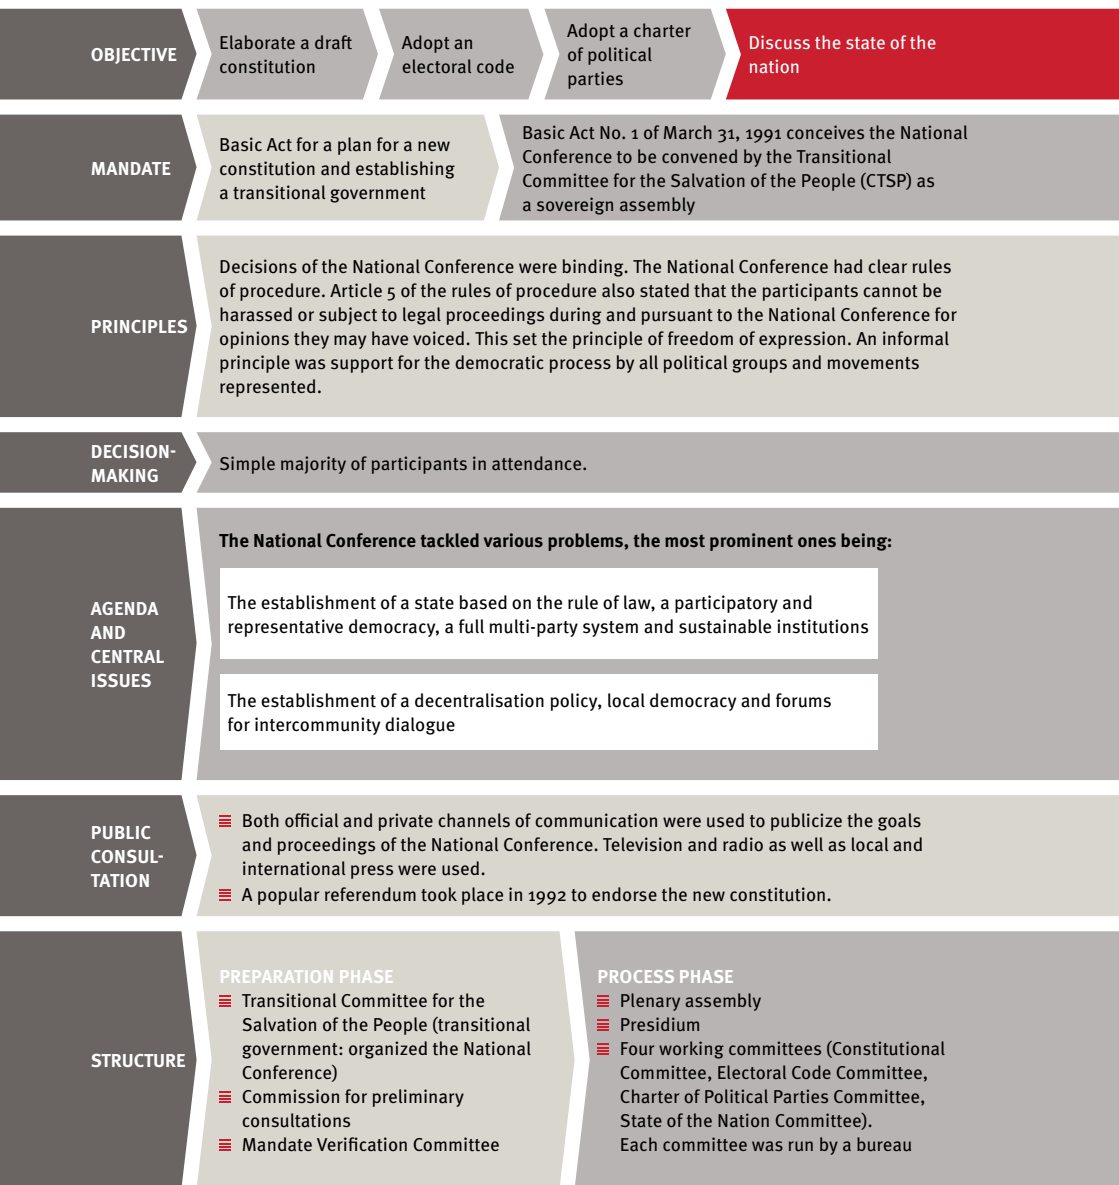 OBJECTIVE
Elaborate a draft
constitution
Adopt an
electoral code
Adopt a charter
of political
parties
Discuss the state of the
nation
MANDATE
Basic Act for a plan for a new
constitution and establishing
a transitional government
Basic Act No. 1 of March 31, 1991 conceives the National
Conference to be convened by the Transitional
Committee for the Salvation of the People (CTSP) as
a sovereign assembly
PRINCIPLES
Decisions of the National Conference were binding. The National Conference had clear rules
of procedure. Article 5 of the rules of procedure also stated that the participants cannot be
harassed or subject to legal proceedings during and pursuant to the National Conference for
opinions they may have voiced. This set the principle of freedom of expression. An informal
principle was support for the democratic process by all political groups and movements
represented.
DECISION-
MAKING
Simple majority of participants in attendance.
AGENDA
AND
CENTRAL
ISSUES
The National Conference tackled various problems, the most prominent ones being:
The establishment of a state based on the rule of law, a participatory and
representative democracy, a full multi-party system and sustainable institutions
The establishment of a decentralisation policy, local democracy and forums
for intercommunity dialogue
PUBLIC
CONSUL-
TATION
Both official and private channels of communication were used to publicize the goals
and proceedings of the National Conference. Television and radio as well as local and
international press were used.
A popular referendum took place in 1992 to endorse the new constitution.
STRUCTURE
PREPARATION PHASE
Transitional Committee for the
Salvation of the People (transitional
government: organized the National
Conference)
Commission for preliminary
consultations
Mandate Verification Committee
PROCESS PHASE
Plenary assembly
Presidium
Four working committees (Constitutional
Committee, Electoral Code Committee,
Charter of Political Parties Committee,
State of the Nation Committee).
Each committee was run by a bureau